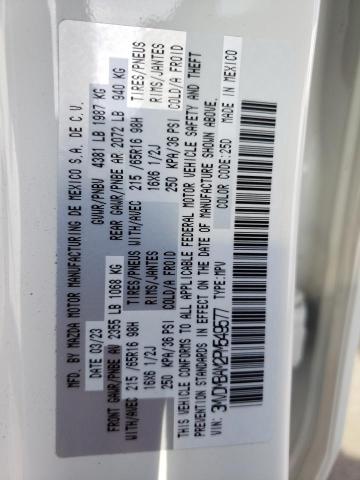 MFD. BY MAZDA MOTOR MANUFACTURING DE MEXICO S.A. DE C.V.
DATE 03/23 GVWR/PNBV 4381 LB 1987 KG
FRONT GAWR/PNBE AV 2355 LB 1068 KG REAR GAWR/PNBE AR 2072 LB 940 KG
WITH/AVEC 215 /65R16 98H TIRES/PNEUS WITH/AVEC 215 /65R16 98H TIRES/PNEUS
16X6 1/2J RIMS/JANTES 16X6 1/2J RIMS/JANTES
250 KPA/36 PSI COLD/A FROID 250 KPA/36 PSI COLD/A FROID
THIS VEHICLE CONFORMS TO ALL APPLICABLE FEDERAL MOTOR VEHICLE SAFETY AND THEFT
PREVENTION STANDARDS IN EFFECT ON THE DATE OF MANUFACTURE SHOWN ABOVE.
VIN: TYPE:MPV COLOR CODE:25D MADE IN MEXICO